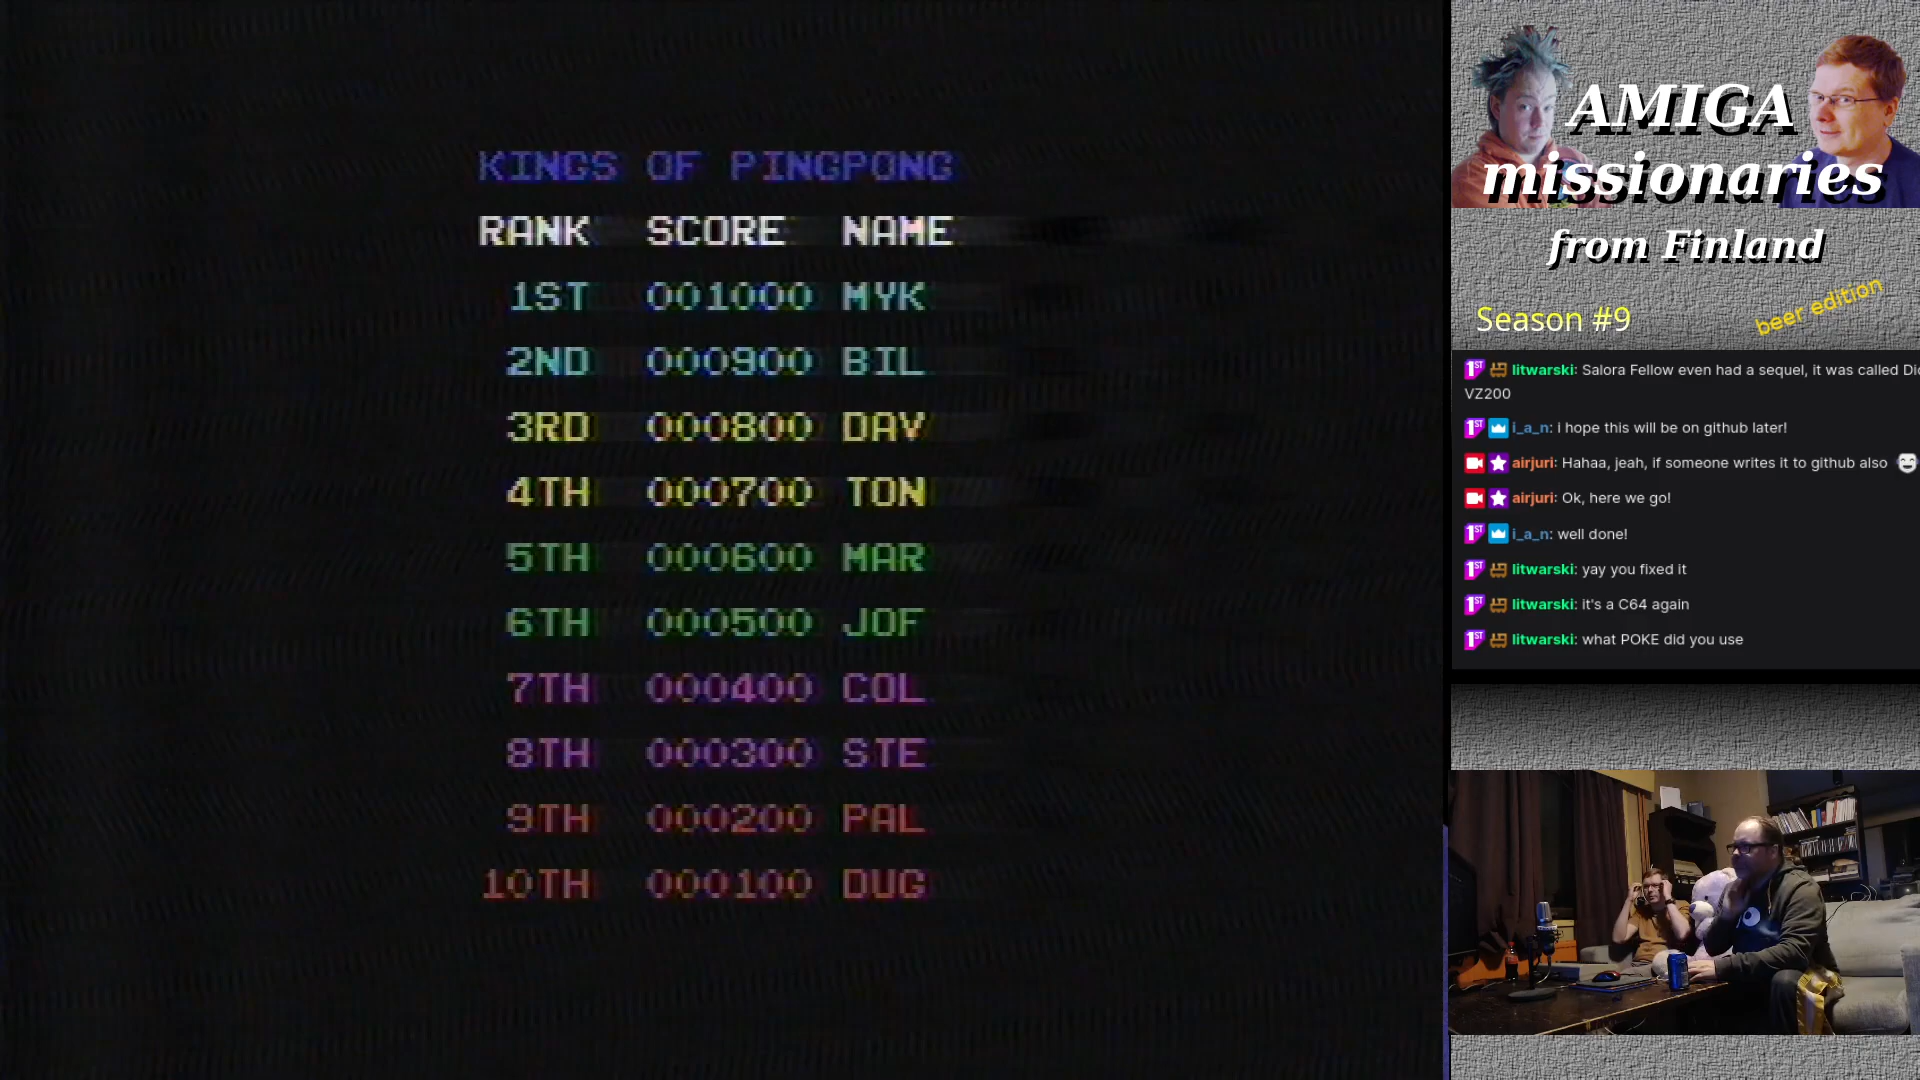 KINGS OF PINGPONG
RANK SCORE NAME
1ST 001000 MYK
2ND 000900 BIL
3RD 000800 DAV
4TH 000700 TON
5TH 000600 MAR
6TH 000500 JOF
7TH 000400 COL
8TH 000300 STE
9TH 000200 PAL
10TH 000100 DUG
AMIGA
missionaries
from Finland
Season #9
beer edition
litwarski: Salora Fellow even had a sequel, it was called
VZ200
i_a_n: i hope this will be on github later!
airjuri: Hahaa, jeah, if someone writes it to github also
airjuri: Ok, here we go!
i_a_n: well done!
litwarski: yay you fixed it
litwarski: it's a C64 again
litwarski: what POKE did you use